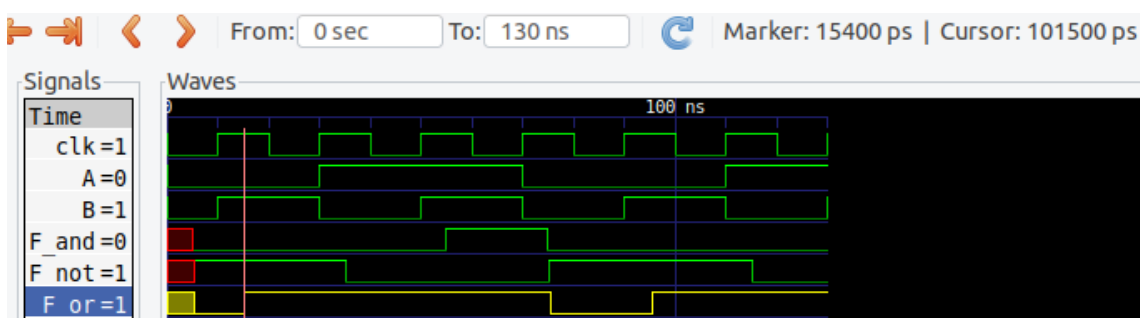 From: 0 sec To: 130 ns Marker: 15400 ps | Cursor: 101500 ps
Signals Waves
Time 0 100 ns
clk=1
A=0
B=1
F_and=0
F_not=1
F_or=1